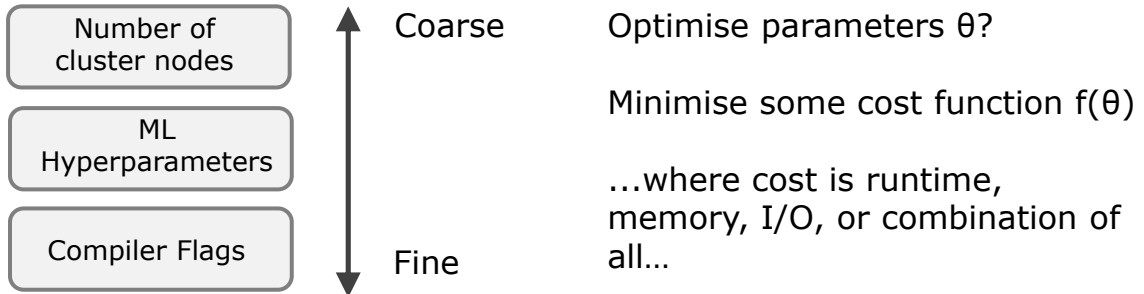 Number of
cluster nodes
ML
Hyperparameters
Compiler Flags
Coarse
Fine
Optimise parameters θ?
Minimise some cost function f(θ)
...where cost is runtime,
memory, I/O, or combination of
all…